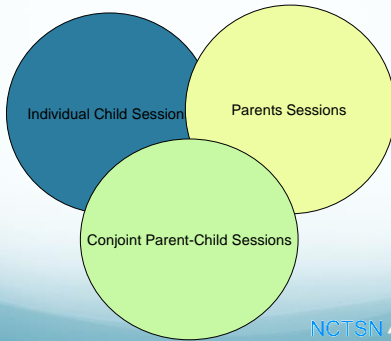 Individual Child Session
Parents Sessions
Conjoint Parent-Child Sessions
NCTSN